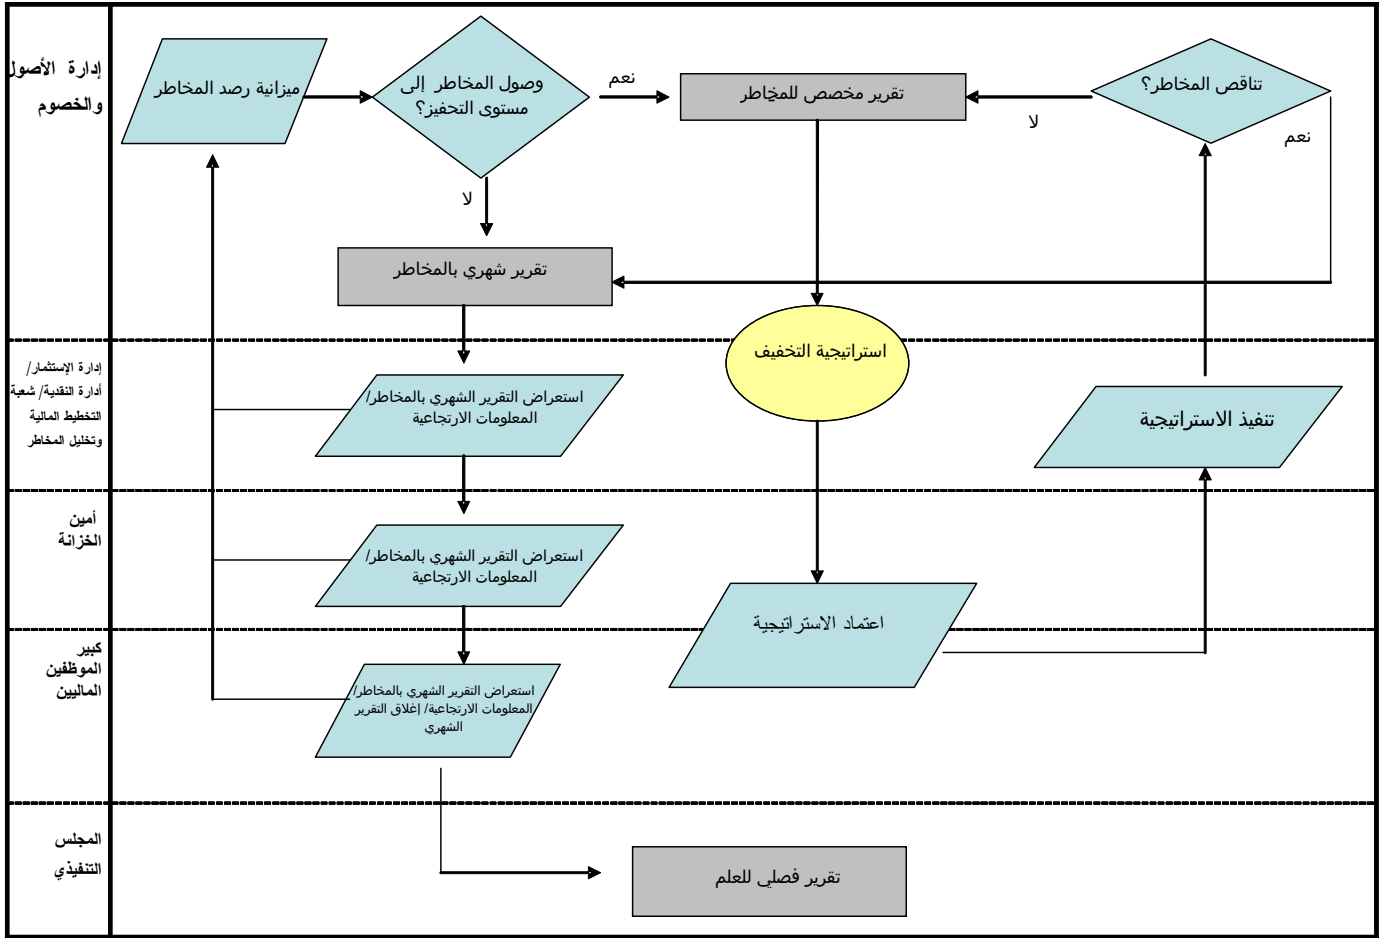 إدارة الأصول
والخصوم
ميزانية رصد المخاطر
وصول المخاطر إلى
مستوى التحفيز؟
نعم
تقرير مخصص للمخاطر
لا
تناقص المخاطر؟
نعم
لا
تقرير شهري بالمخاطر
استراتيجية التخفيف
إدارة الإستثمار/
أدارة النقدية/ شعبة
التخطيط المالية
وتخليل المخاطر
استعراض التقرير الشهري بالمخاطر/
المعلومات الارتجاعية
تنفيذ الاستراتيجية
أمين
الخزانة
استعراض التقرير الشهري بالمخاطر/
المعلومات الارتجاعية
اعتماد الاستراتيجية
كبير
الموظفين
الماليين
استعراض التقرير الشهري بالمخاطر/
المعلومات الارتجاعية/ إغلاق التقرير
الشهري
المجلس
التنفيذي
تقرير فصلي للعلم